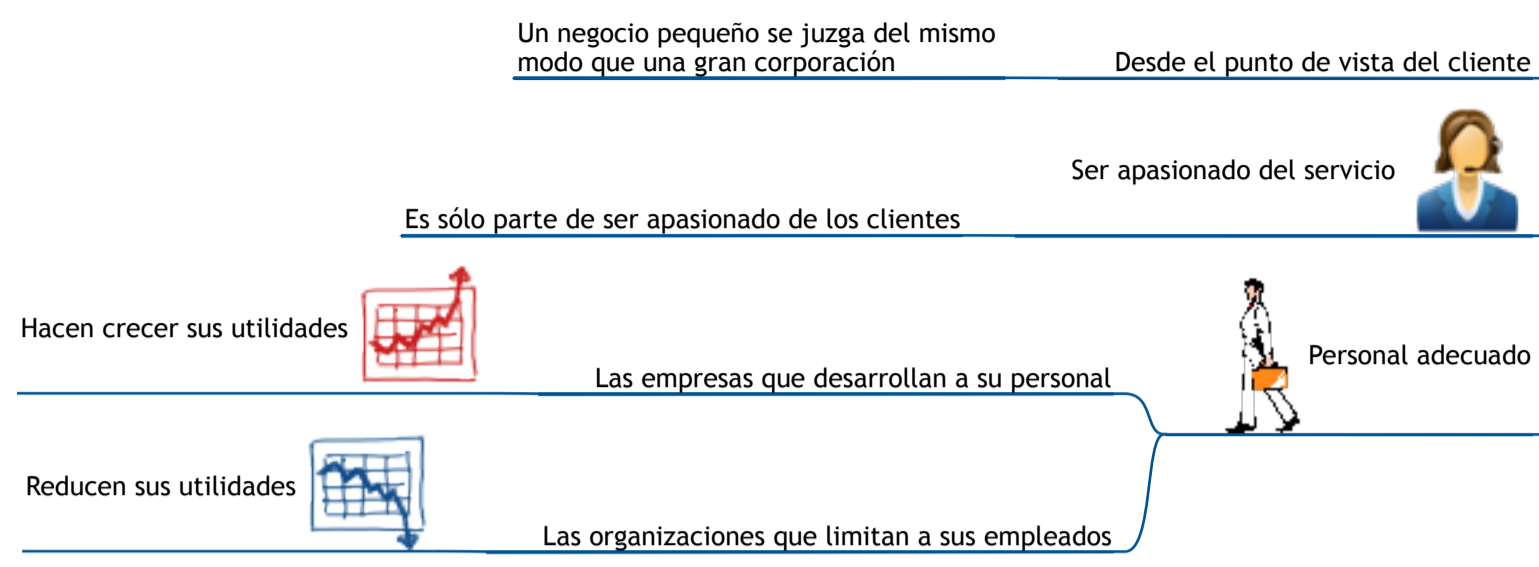 Un negocio pequeño se juzga del mismo
modo que una gran corporación
Desde el punto de vista del cliente
Ser apasionado del servicio
Es sólo parte de ser apasionado de los clientes
Hacen crecer sus utilidades
Las empresas que desarrollan a su personal
Personal adecuado
Reducen sus utilidades
Las organizaciones que limitan a sus empleados